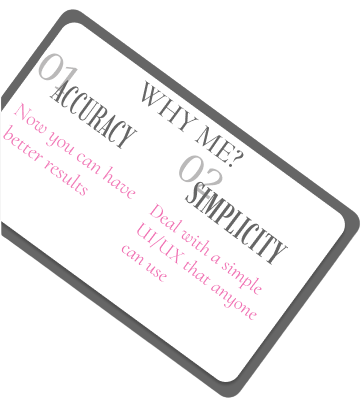 WHY ME?
01
ACCURACY
Now you can have
better results
02
SIMPLICITY
Deal with a simple
UI/UX that anyone
can use